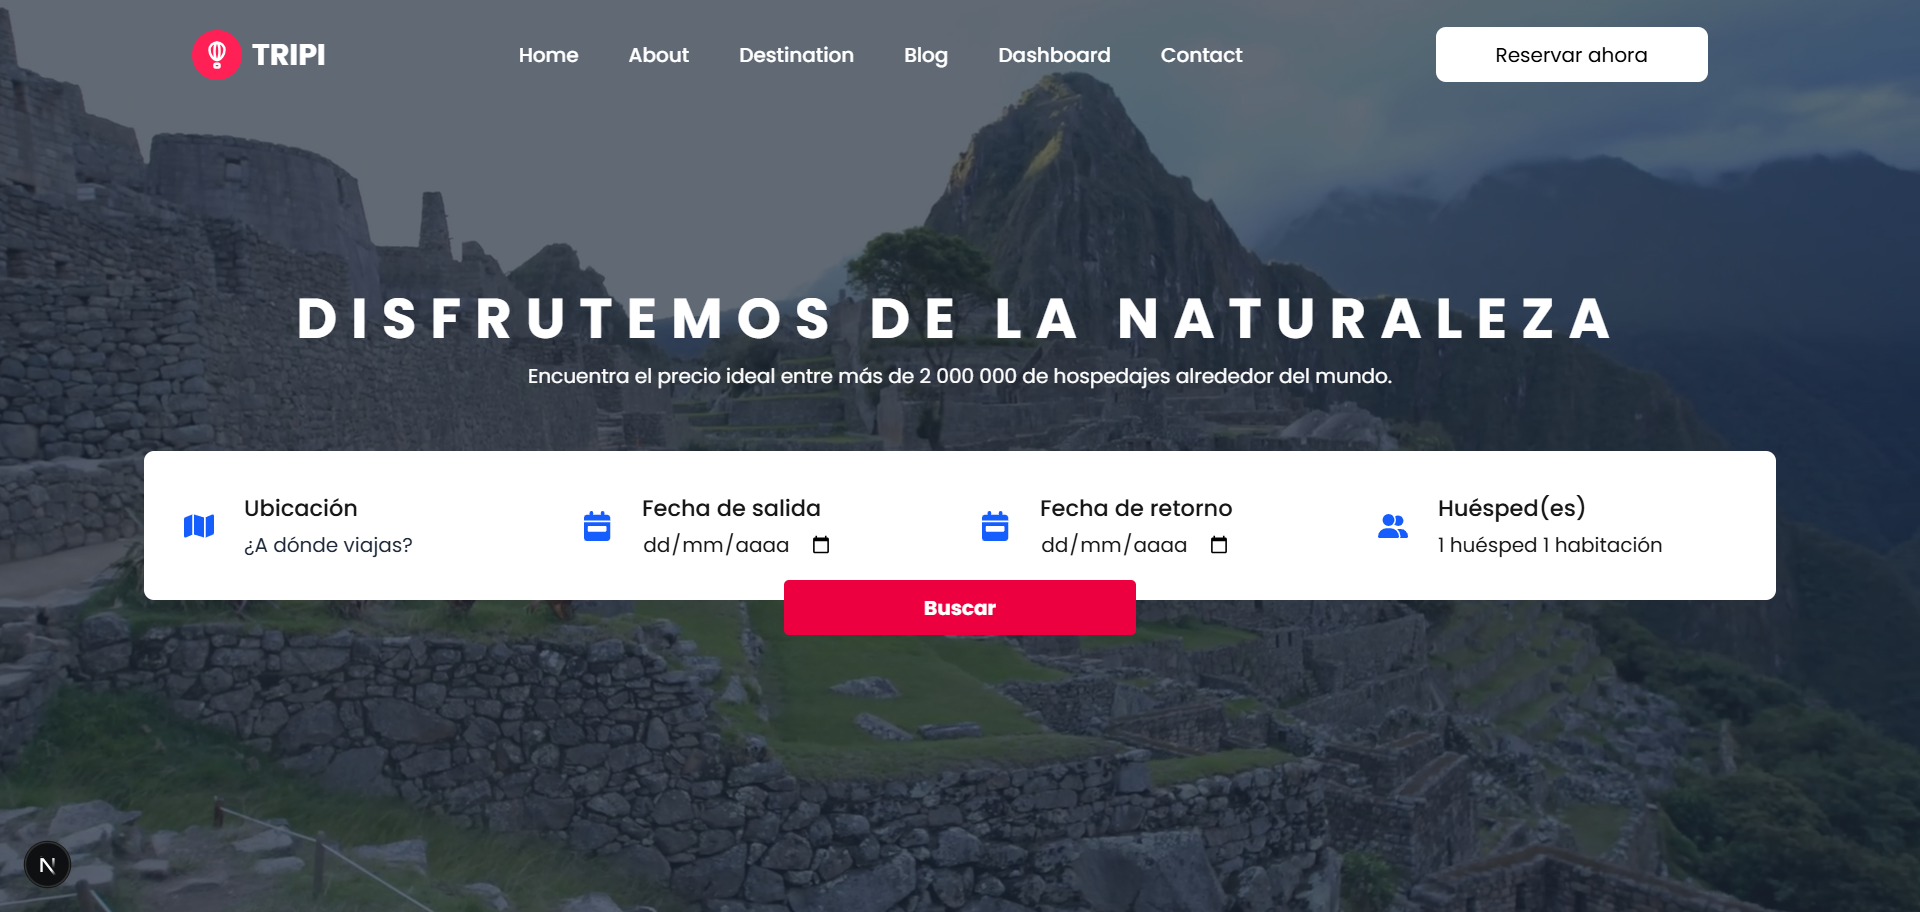 TRIPI
Home About Destination Blog Dashboard Contact
Reservar ahora
DISFRUTEMOS DE LA NATURALEZA
Encuentra el precio ideal entre más de 2 000 000 de hospedajes alrededor del mundo.
Ubicación
¿A dónde viajas?
Fecha de salida
dd/mm/aaaa
Fecha de retorno
dd/mm/aaaa
Huésped(es)
1 huésped 1 habitación
Buscar
N